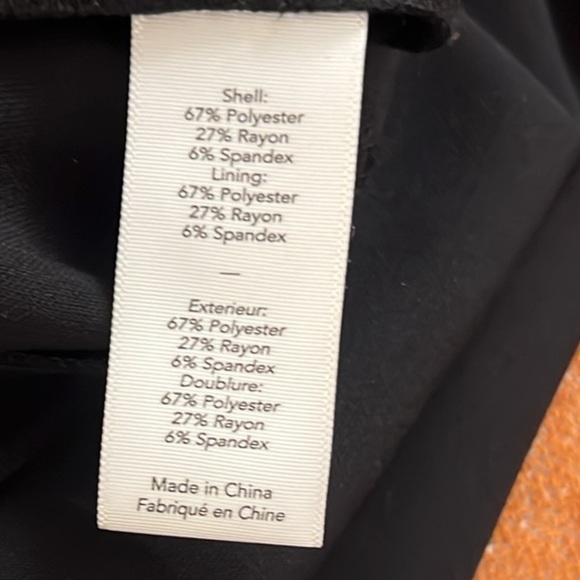 Shell:
67% Polyester
27% Rayon
6% Spandex
Lining:
67% Polyester
27% Rayon
6% Spandex
—
Exterieur:
67% Polyester
27% Rayon
6% Spandex
Doublure:
67% Polyester
27% Rayon
6% Spandex
Made in China
Fabriqué en Chine